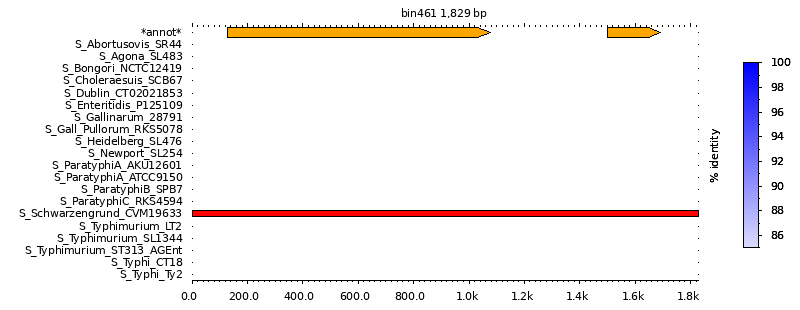 bin461 1,829 bp
*annot*
S_Abortusovis_SR44
S_Agona_SL483
S_Bongori_NCTC12419
S_Choleraesuis_SCB67
S_Dublin_CT02021853
S_Enteritidis_P125109
S_Gallinarum_28791
S_Gall_Pullorum_RKS5078
S_Heidelberg_SL476
S_Newport_SL254
S_ParatyphiA_AKU12601
S_ParatyphiA_ATCC9150
S_ParatyphiB_SPB7
S_ParatyphiC_RKS4594
S_Schwarzengrund_CVM19633
S_Typhimurium_LT2
S_Typhimurium_SL1344
S_Typhimurium_ST313_AGEnt
S_Typhi_CT18
S_Typhi_Ty2
0.0 200.0 400.0 600.0 800.0 1.0k 1.2k 1.4k 1.6k 1.8k
% identity
100
98
96
94
92
90
88
86